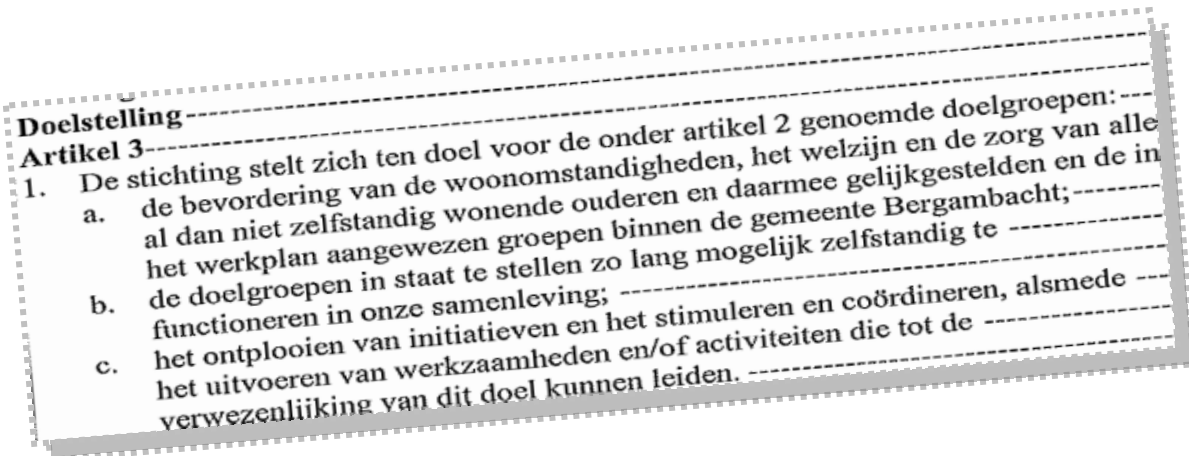 Doelstelling
Artikel 3
1. De stichting stelt zich ten doel voor de onder artikel 2 genoemde doelgroepen:
a. de bevordering van de woonomstandigheden, het welzijn en de zorg van alle
al dan niet zelfstandig wonende ouderen en daarmee gelijkgestelden en de in
het werkplan aangewezen groepen binnen de gemeente Bergambacht;
b. de doelgroepen in staat te stellen zo lang mogelijk zelfstandig te
functioneren in onze samenleving;
c. het ontplooien van initiatieven en het stimuleren en coördineren, alsmede
het uitvoeren van werkzaamheden en/of activiteiten die tot de
verwezenlijking van dit doel kunnen leiden.